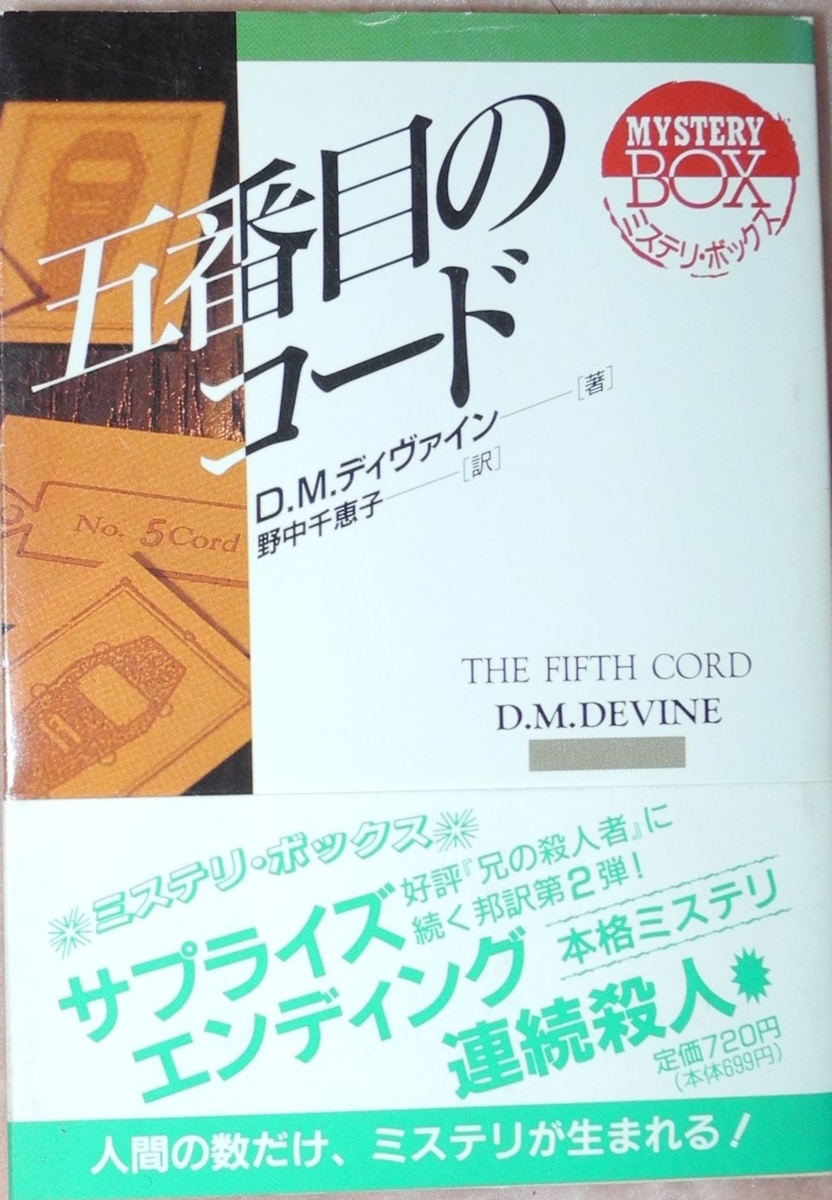 MYSTERY
BOX
ミステリ・ボックス
五番目の
コード
D.M.ディヴァイン[著]
野中千恵子[訳]
No. 5 Cord
THE FIFTH CORD
D.M.DEVINE
ミステリ・ボックス
好評『兄の殺人者』に
続く邦訳第2弾!
サプライズ
エンディング
本格ミステリ
連続殺人
定価720円
(本体699円)
人間の数だけ、ミステリが生まれる!